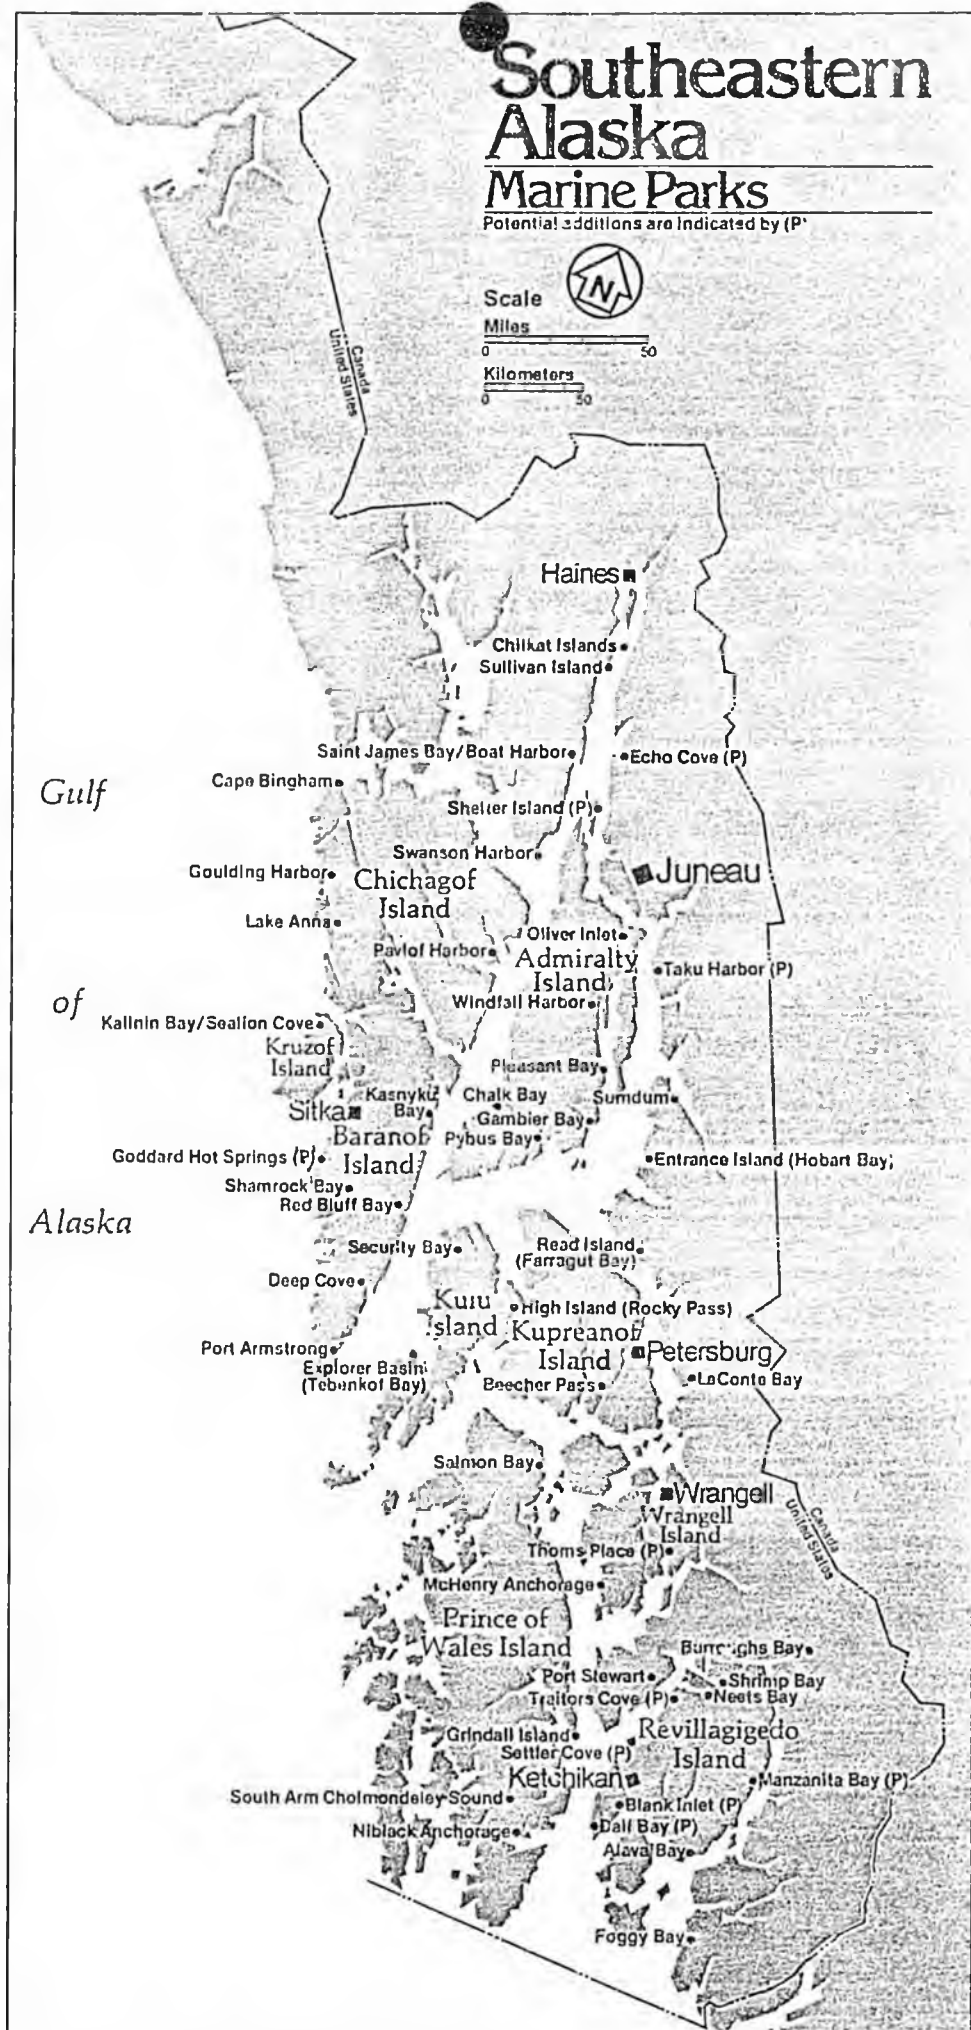 Southeastern
Alaska
Marine Parks
Potential additions are indicated by (P'
N
Scale
Miles
0 50
Kilometers
0 50
Canada
United States
Haines
Chilkat Islands
Sullivan Island
Saint James Bay/Boat Harbor
Echo Cove (P)
Cape Bingham
Gulf
Shelter Island (P)
Swanson Harbor
Goulding Harbor
Juneau
Chichagof
Island
Lake Anna
Oliver Inlet
Pavlof Harbor
Admiralty
Island
Taku Harbor (P)
of
Windfall Harbor
Kalinin Bay/Sealion Cove
Kruzof
Island
Pleasant Bay
Kasnyku
Bay
Chalk Bay
Sumdum
Sitka
Gambier Bay
Baranof
Island
Pybus Bay
Goddard Hot Springs (P)
Entrance Island (Hobart Bay)
Shamrock Bay
Red Bluff Bay
Alaska
Security Bay
Read Island
(Farragut Bay)
Deep Cove
Kuiu
Island
High Island (Rocky Pass)
Kupreanof
Island
Port Armstrong
Petersburg
Explorer Basin
(Tebenkof Bay)
LeConte Bay
Beecher Pass
Salmon Bay
Wrangell
Wrangell
Island
Canada
United States
Thoms Place (P)
McHenry Anchorage
Prince of
Wales Island
Burroughs Bay
Port Stewart
Shrimp Bay
Traitors Cove (P)
Neets Bay
Grindall Island
Revillagigedo
Island
Settler Cove (P)
Ketchikan
Manzanita Bay (P)
South Arm Cholmondeley Sound
Blank Inlet (P)
Dall Bay (P)
Niblack Anchorage
Alava Bay
Foggy Bay